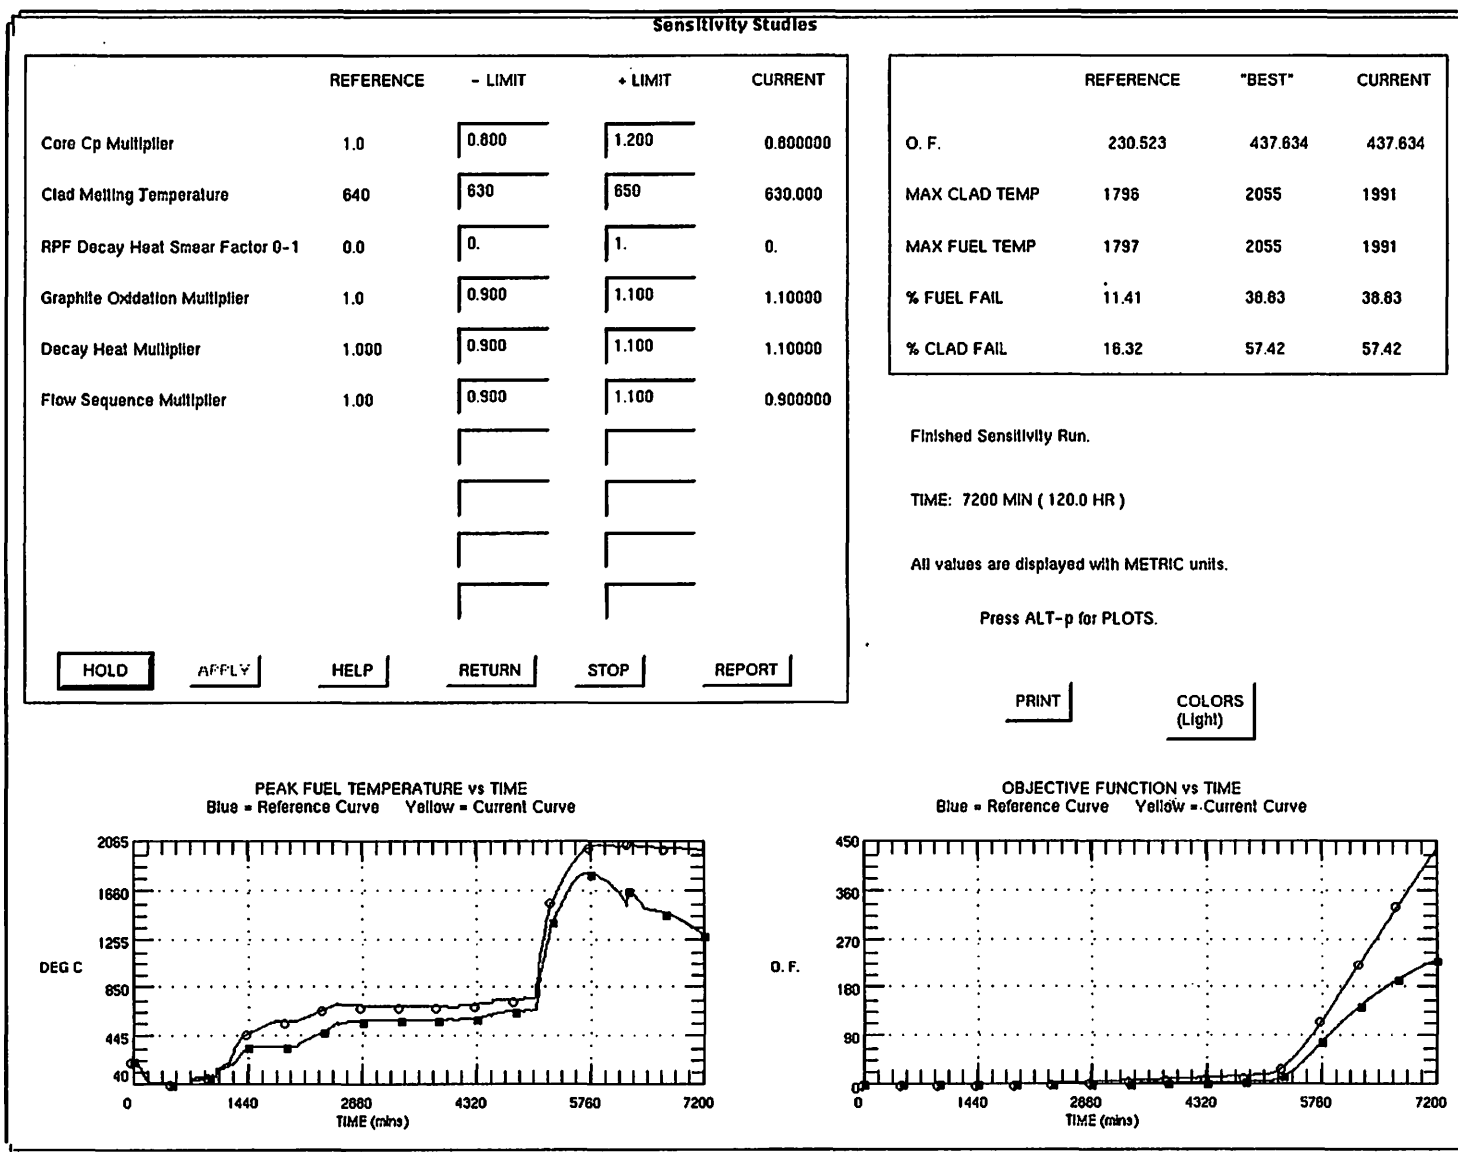 Sensitivity Studies
REFERENCE - LIMIT + LIMIT CURRENT
Core Cp Multiplier 1.0 0.800 1.200 0.800000
Clad Melting Temperature 640 630 650 630.000
RPF Decay Heat Smear Factor 0-1 0.0 0. 1. 0.
Graphite Oxidation Multiplier 1.0 0.900 1.100 1.10000
Decay Heat Multiplier 1.000 0.900 1.100 1.10000
Flow Sequence Multiplier 1.00 0.900 1.100 0.900000
HOLD APPLY HELP RETURN STOP REPORT
REFERENCE "BEST" CURRENT
O. F. 230.523 437.634 437.634
MAX CLAD TEMP 1796 2055 1991
MAX FUEL TEMP 1797 2055 1991
% FUEL FAIL 11.41 38.83 38.83
% CLAD FAIL 16.32 57.42 57.42
Finished Sensitivity Run.
TIME: 7200 MIN ( 120.0 HR )
All values are displayed with METRIC units.
Press ALT-p for PLOTS.
PRINT COLORS
(Light)
PEAK FUEL TEMPERATURE vs TIME
Blue = Reference Curve Yellow = Current Curve
2065
1660
1255
DEG C
850
445
40
0 1440 2880 4320 5760 7200
TIME (mins)
OBJECTIVE FUNCTION vs TIME
Blue = Reference Curve Yellow = Current Curve
450
360
270
O. F.
180
90
0
0 1440 2880 4320 5760 7200
TIME (mins)